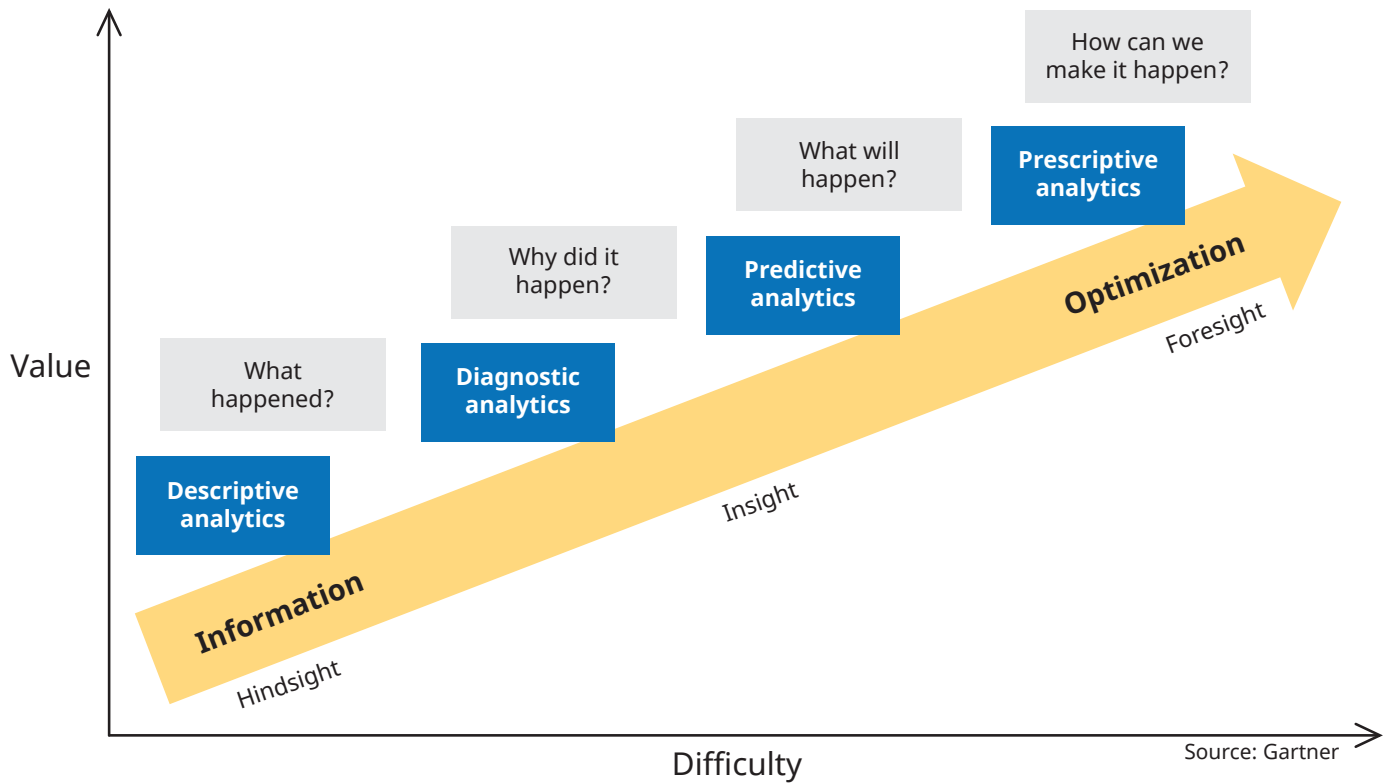 How can we
make it happen?
What will
happen?
Prescriptive
analytics
Why did it
happen?
Predictive
analytics
Optimization
Foresight
Value
What
happened?
Diagnostic
analytics
Insight
Descriptive
analytics
Information
Hindsight
Difficulty
Source: Gartner